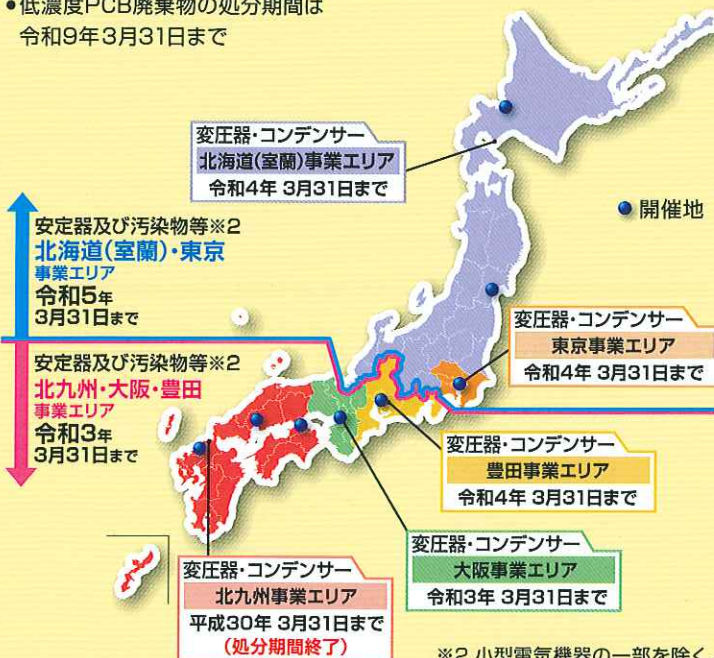 •低濃度PCB廃棄物の処分期間は
令和9年3月31日まで
変圧器・コンデンサー
北海道(室蘭)事業エリア
令和4年 3月31日まで
●開催地
安定器及び汚染物等※2
北海道(室蘭)・東京
事業エリア
令和5年
3月31日まで
変圧器・コンデンサー
東京事業エリア
令和4年 3月31日まで
安定器及び汚染物等※2
北九州・大阪・豊田
事業エリア
令和3年
3月31日まで
変圧器・コンデンサー
豊田事業エリア
令和4年 3月31日まで
変圧器・コンデンサー
大阪事業エリア
令和3年 3月31日まで
変圧器・コンデンサー
北九州事業エリア
平成30年 3月31日まで
(処分期間終了)
※2 小型電気機器の一部を除く